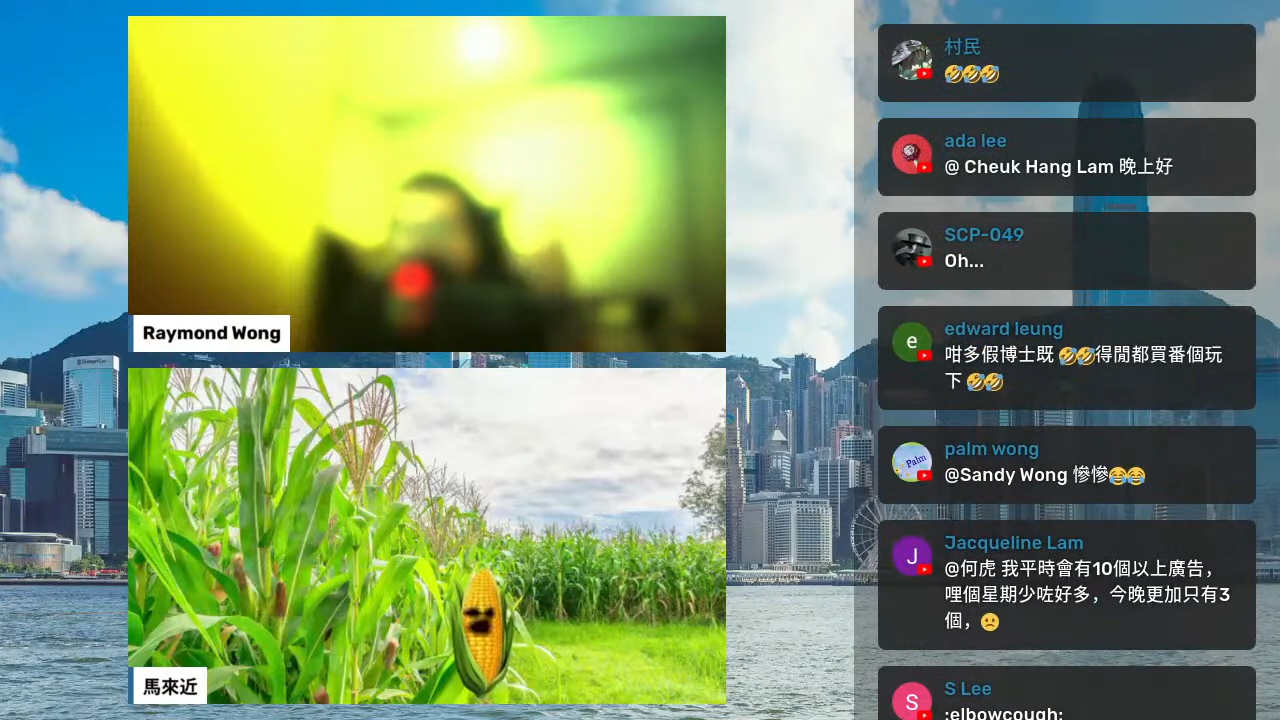 Raymond Wong
馬來近
村民
🤣🤣🤣
ada lee
@ Cheuk Hang Lam 晚上好
SCP-049
Oh...
edward leung
咁多假博士既 🤣🤣得閒都買番個玩
下 🤣🤣
palm wong
@Sandy Wong 慘慘😂😂
Jacqueline Lam
@何虎 我平時會有10個以上廣告，
哩個星期少咗好多，今晚更加只有3
個，☹️
S Lee
:elbowcough:
e
Palm
J
S